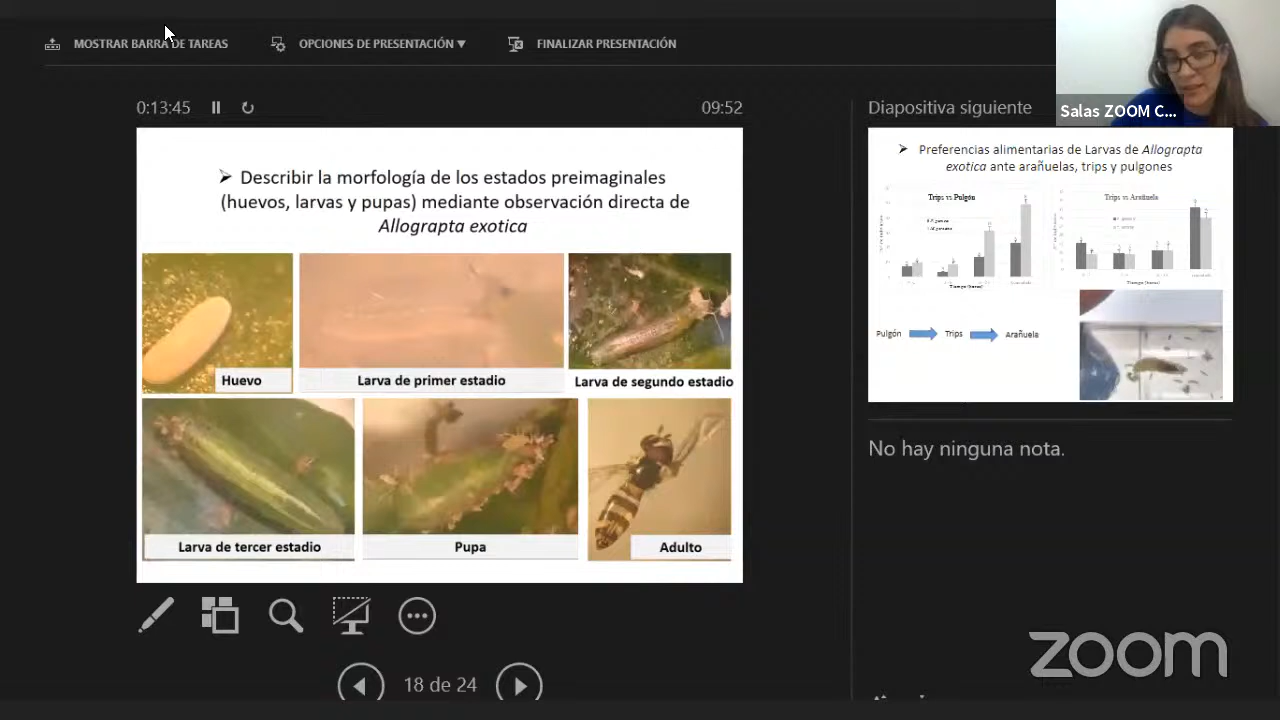 MOSTRAR BARRA DE TAREAS
OPCIONES DE PRESENTACIÓN ▼
FINALIZAR PRESENTACIÓN
Salas ZOOM C...
0:13:45
09:52
Diapositiva siguiente
➢ Describir la morfología de los estados preimaginales
(huevos, larvas y pupas) mediante observación directa de
Allograpta exotica
Huevo
Larva de primer estadio
Larva de segundo estadio
Larva de tercer estadio
Pupa
Adulto
➢ Preferencias alimentarias de Larvas de Allograpta
exotica ante arañuelas, trips y pulgones
Trips vs Pulgón
Trips vs Arañuela
Tiempo (horas)
Tiempo (horas)
Pulgón
Trips
Arañuela
No hay ninguna nota.
18 de 24
zoom